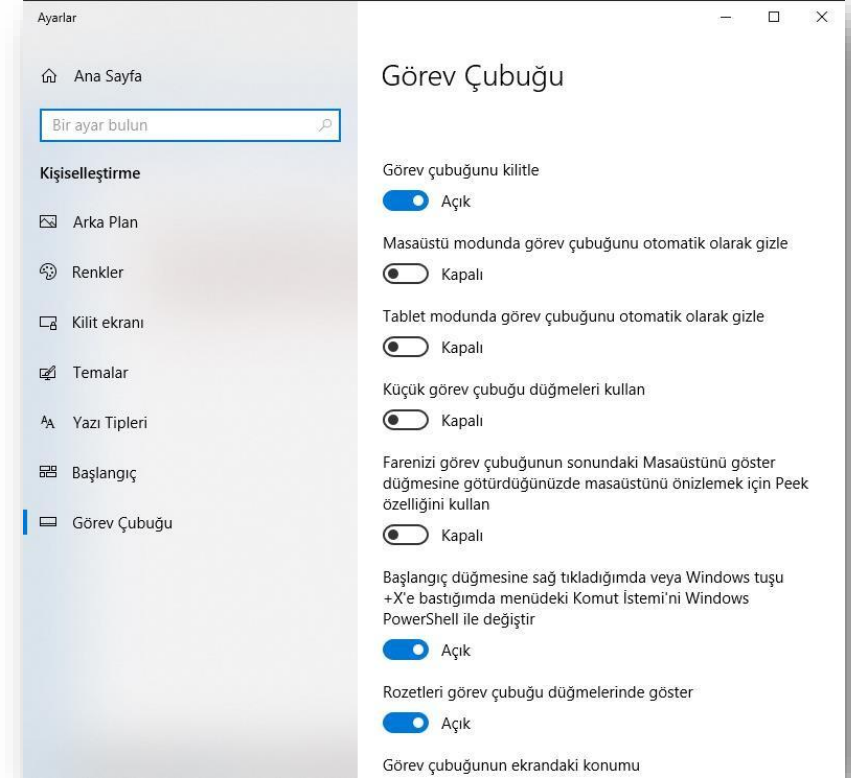 Ayarlar
Ana Sayfa
Bir ayar bulun
Kişiselleştirme
Arka Plan
Renkler
Kilit ekranı
Temalar
Yazı Tipleri
Başlangıç
Görev Çubuğu
Görev Çubuğu
Görev çubuğunu kilitle
Açık
Masaüstü modunda görev çubuğunu otomatik olarak gizle
Kapalı
Tablet modunda görev çubuğunu otomatik olarak gizle
Kapalı
Küçük görev çubuğu düğmeleri kullan
Kapalı
Farenizi görev çubuğunun sonundaki Masaüstünü göster
düğmesine götürdüğünüzde masaüstünü önizlemek için Peek
özelliğini kullan
Kapalı
Başlangıç düğmesine sağ tıkladığımda veya Windows tuşu
+X'e bastığımda menüdeki Komut İstemi'ni Windows
PowerShell ile değiştir
Açık
Rozetleri görev çubuğu düğmelerinde göster
Açık
Görev çubuğunun ekrandaki konumu